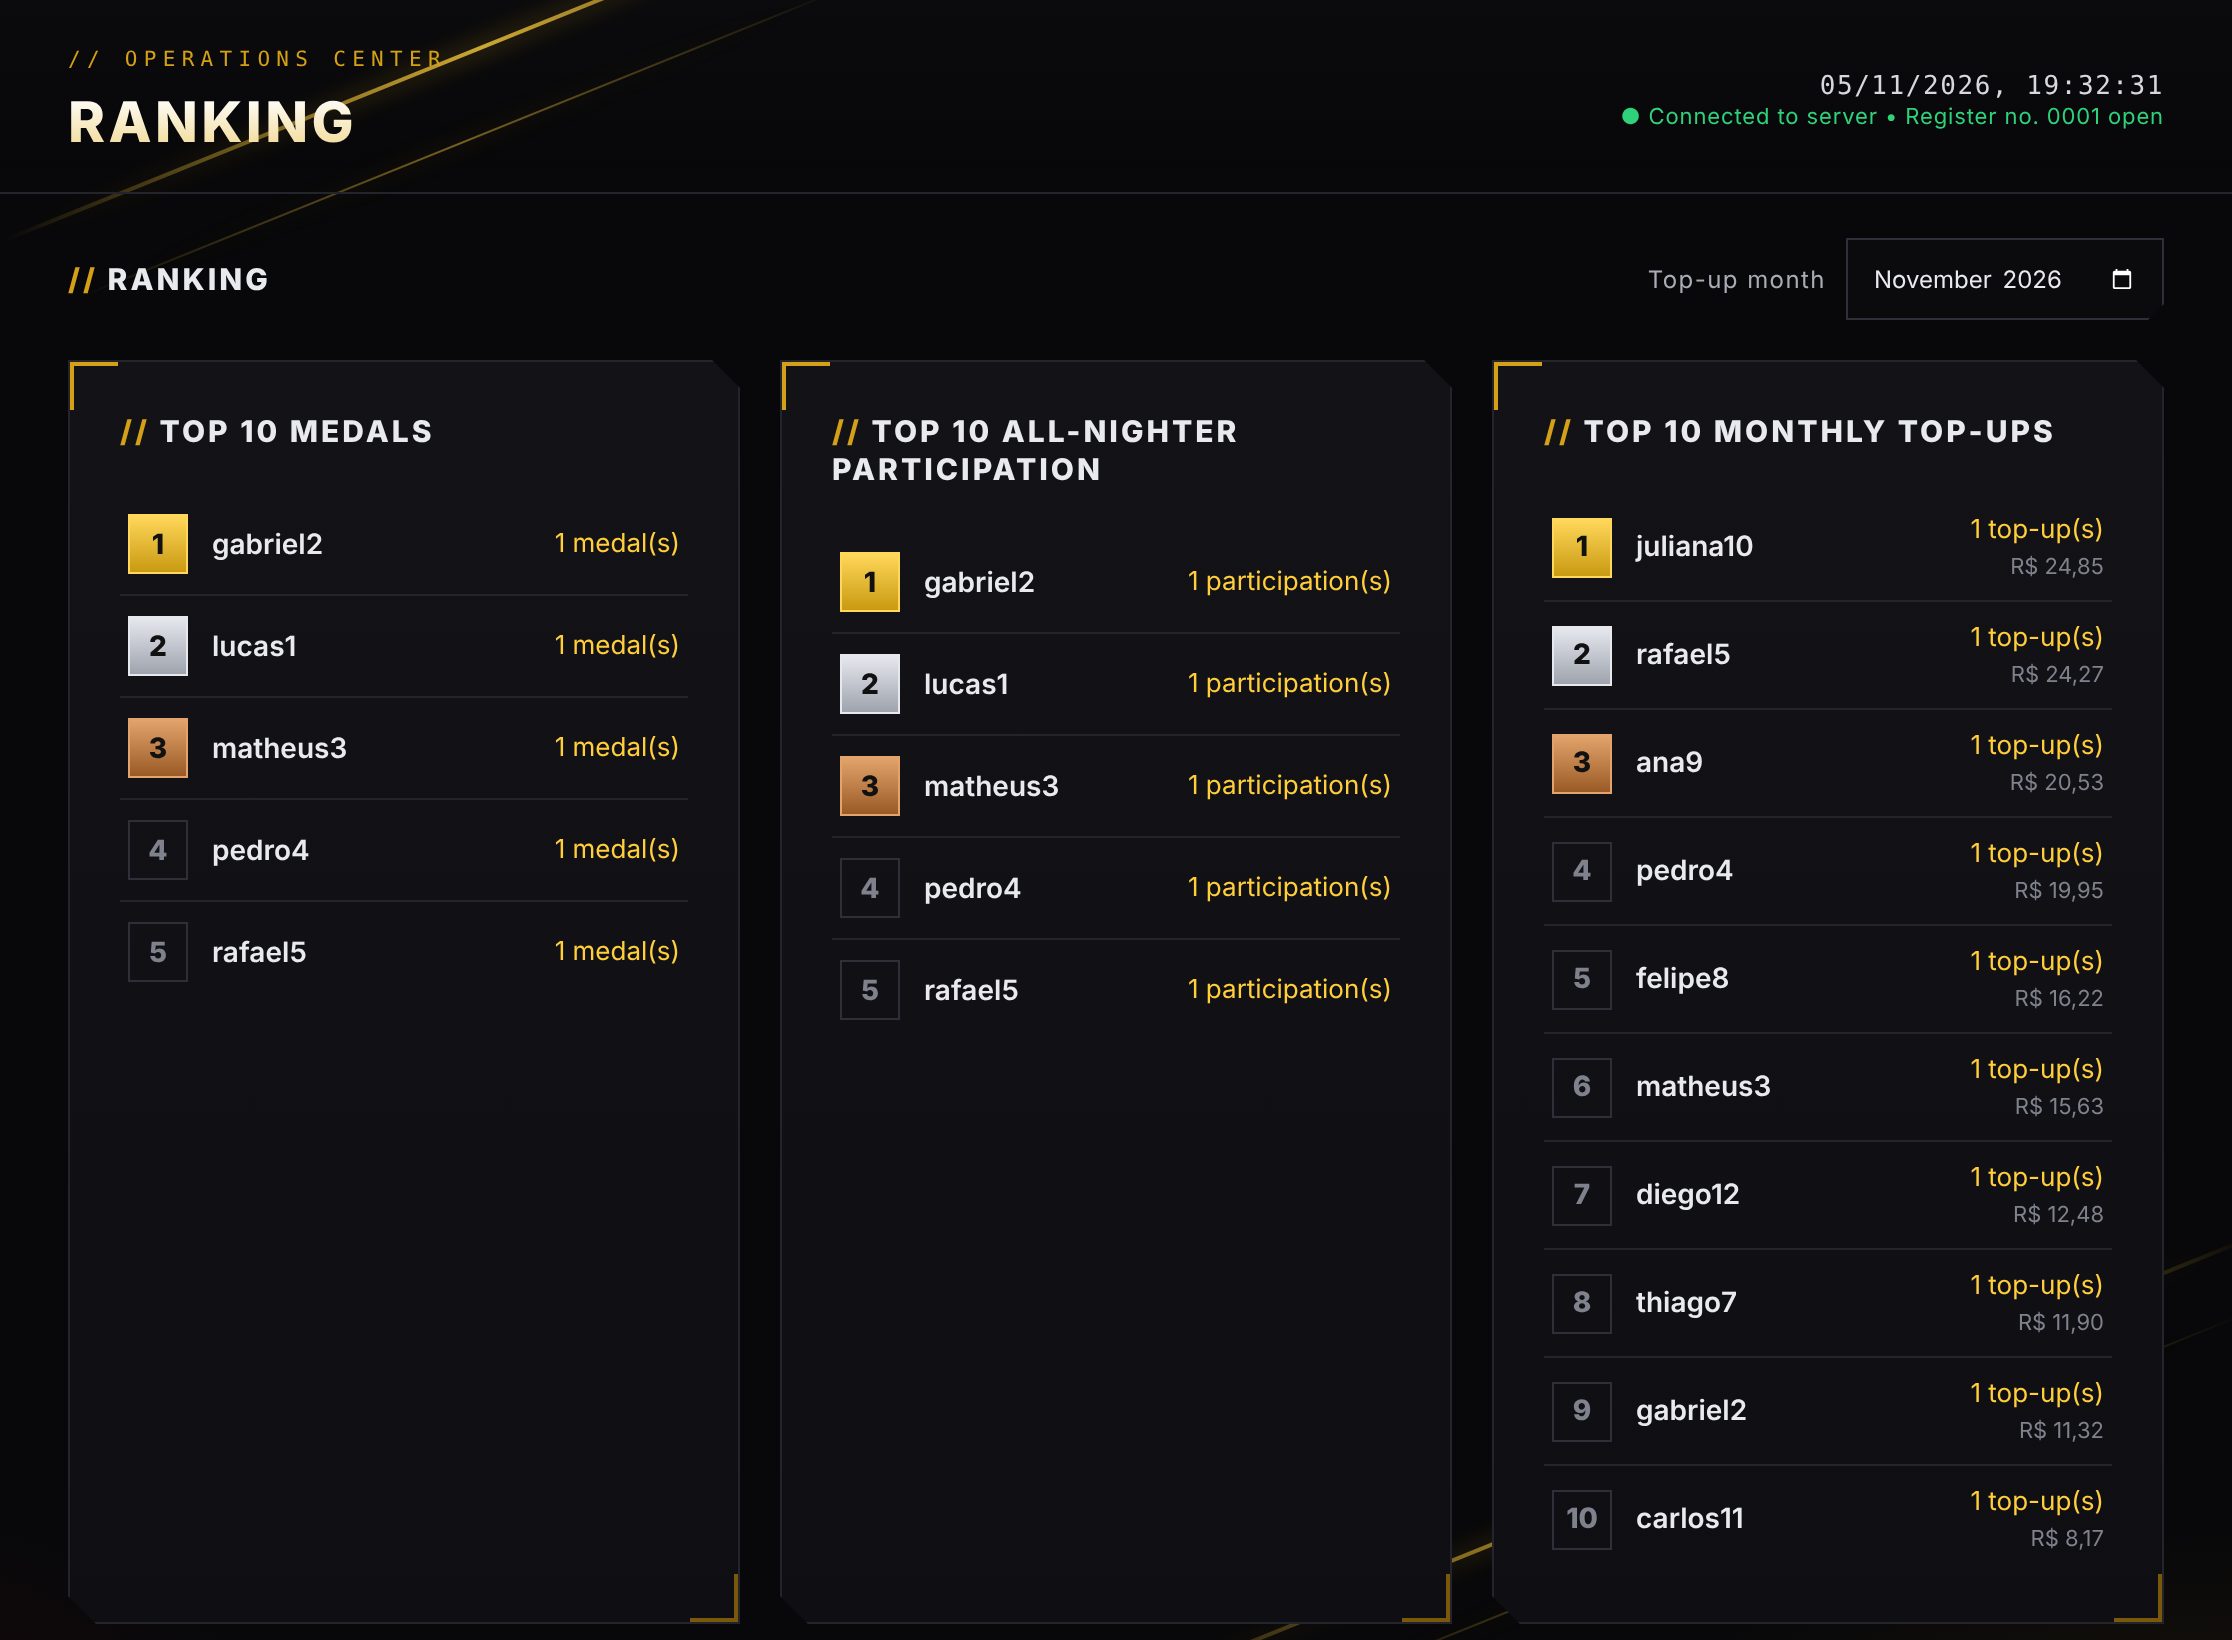 // OPERATIONS CENTER
RANKING
05/11/2026, 19:32:31
Connected to server • Register no. 0001 open
// RANKING
Top-up month
November 2026
// TOP 10 MEDALS
1 gabriel2 1 medal(s)
2 lucas1 1 medal(s)
3 matheus3 1 medal(s)
4 pedro4 1 medal(s)
5 rafael5 1 medal(s)
// TOP 10 ALL-NIGHTER
PARTICIPATION
1 gabriel2 1 participation(s)
2 lucas1 1 participation(s)
3 matheus3 1 participation(s)
4 pedro4 1 participation(s)
5 rafael5 1 participation(s)
// TOP 10 MONTHLY TOP-UPS
1 juliana10 1 top-up(s)
R$ 24,85
2 rafael5 1 top-up(s)
R$ 24,27
3 ana9 1 top-up(s)
R$ 20,53
4 pedro4 1 top-up(s)
R$ 19,95
5 felipe8 1 top-up(s)
R$ 16,22
6 matheus3 1 top-up(s)
R$ 15,63
7 diego12 1 top-up(s)
R$ 12,48
8 thiago7 1 top-up(s)
R$ 11,90
9 gabriel2 1 top-up(s)
R$ 11,32
10 carlos11 1 top-up(s)
R$ 8,17